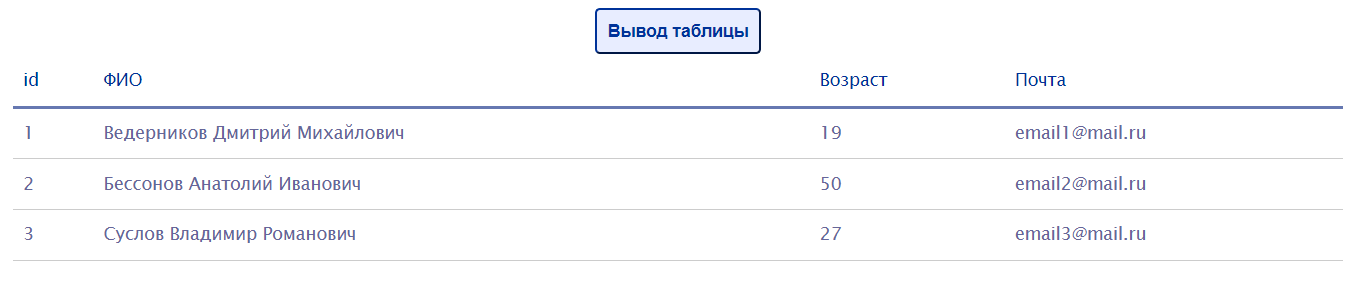 Вывод таблицы
id ФИО Возраст Почта
1 Ведерников Дмитрий Михайлович 19 email1@mail.ru
2 Бессонов Анатолий Иванович 50 email2@mail.ru
3 Суслов Владимир Романович 27 email3@mail.ru